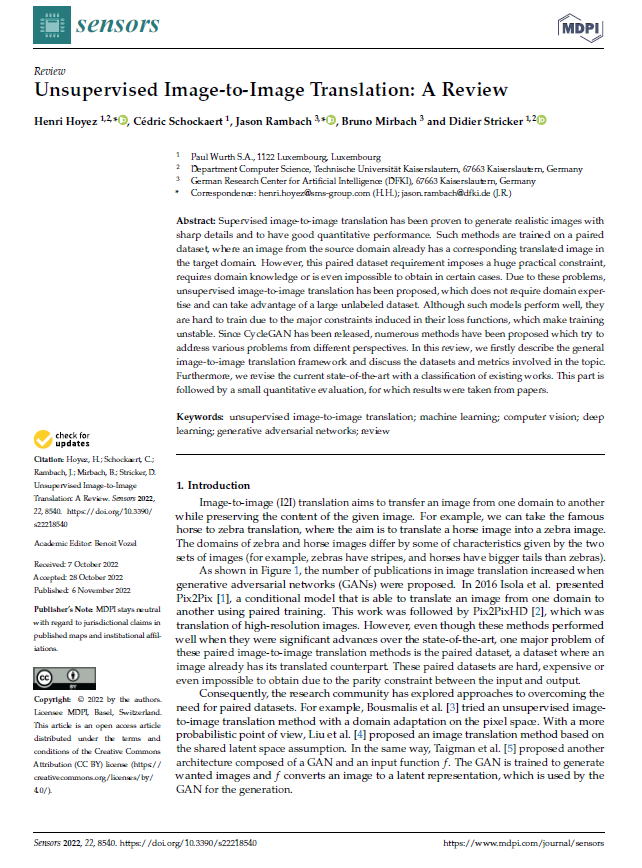 sensors
MDPI
Review
Unsupervised Image-to-Image Translation: A Review
Henri Hoyez 1,2,*, Cédric Schockaert 1, Jason Rambach 3,*, Bruno Mirbach 3 and Didier Stricker 1,2
1 Paul Wurth S.A., 1122 Luxembourg, Luxembourg
2 Department Computer Science, Technische Universität Kaiserslautern, 67663 Kaiserslautern, Germany
3 German Research Center for Artificial Intelligence (DFKI), 67663 Kaiserslautern, Germany
* Correspondence: henri.hoyez@sms-group.com (H.H.); jason.rambach@dfki.de (J.R.)
Abstract: Supervised image-to-image translation has been proven to generate realistic images with
sharp details and to have good quantitative performance. Such methods are trained on a paired
dataset, where an image from the source domain already has a corresponding translated image in
the target domain. However, this paired dataset requirement imposes a huge practical constraint,
requires domain knowledge or is even impossible to obtain in certain cases. Due to these problems,
unsupervised image-to-image translation has been proposed, which does not require domain exper-
tise and can take advantage of a large unlabeled dataset. Although such models perform well, they
are hard to train due to the major constraints induced in their loss functions, which make training
unstable. Since CycleGAN has been released, numerous methods have been proposed which try to
address various problems from different perspectives. In this review, we firstly describe the general
image-to-image translation framework and discuss the datasets and metrics involved in the topic.
Furthermore, we revise the current state-of-the-art with a classification of existing works. This part is
followed by a small quantitative evaluation, for which results were taken from papers.
Keywords: unsupervised image-to-image translation; machine learning; computer vision; deep
learning; generative adversarial networks; review
check for
updates
Citation: Hoyez, H.; Schockaert, C.;
Rambach, J.; Mirbach, B.; Stricker, D.
Unsupervised Image-to-Image
Translation: A Review. Sensors 2022,
22, 8540. https://doi.org/10.3390/
s22218540
Academic Editor: Benoit Vozel
Received: 7 October 2022
Accepted: 28 October 2022
Published: 6 November 2022
Publisher's Note: MDPI stays neutral
with regard to jurisdictional claims in
published maps and institutional affil-
iations.
CC BY
Copyright: © 2022 by the authors.
Licensee MDPI, Basel, Switzerland.
This article is an open access article
distributed under the terms and
conditions of the Creative Commons
Attribution (CC BY) license (https://
creativecommons.org/licenses/by/
4.0/).
1. Introduction
Image-to-image (I2I) translation aims to transfer an image from one domain to another
while preserving the content of the given image. For example, we can take the famous
horse to zebra translation, where the aim is to translate a horse image into a zebra image.
The domains of zebra and horse images differ by some of characteristics given by the two
sets of images (for example, zebras have stripes, and horses have bigger tails than zebras).
As shown in Figure 1, the number of publications in image translation increased when
generative adversarial networks (GANs) were proposed. In 2016 Isola et al. presented
Pix2Pix [1], a conditional model that is able to translate an image from one domain to
another using paired training. This work was followed by Pix2PixHD [2], which was
translation of high-resolution images. However, even though these methods performed
well when they were significant advances over the state-of-the-art, one major problem of
these paired image-to-image translation methods is the paired dataset, a dataset where an
image already has its translated counterpart. These paired datasets are hard, expensive or
even impossible to obtain due to the parity constraint between the input and output.
Consequently, the research community has explored approaches to overcoming the
need for paired datasets. For example, Bousmalis et al. [3] tried an unsupervised image-
to-image translation method with a domain adaptation on the pixel space. With a more
probabilistic point of view, Liu et al. [4] proposed an image translation method based on
the shared latent space assumption. In the same way, Taigman et al. [5] proposed another
architecture composed of a GAN and an input function f. The GAN is trained to generate
wanted images and f converts an image to a latent representation, which is used by the
GAN for the generation.
Sensors 2022, 22, 8540. https://doi.org/10.3390/s22218540
https://www.mdpi.com/journal/sensors